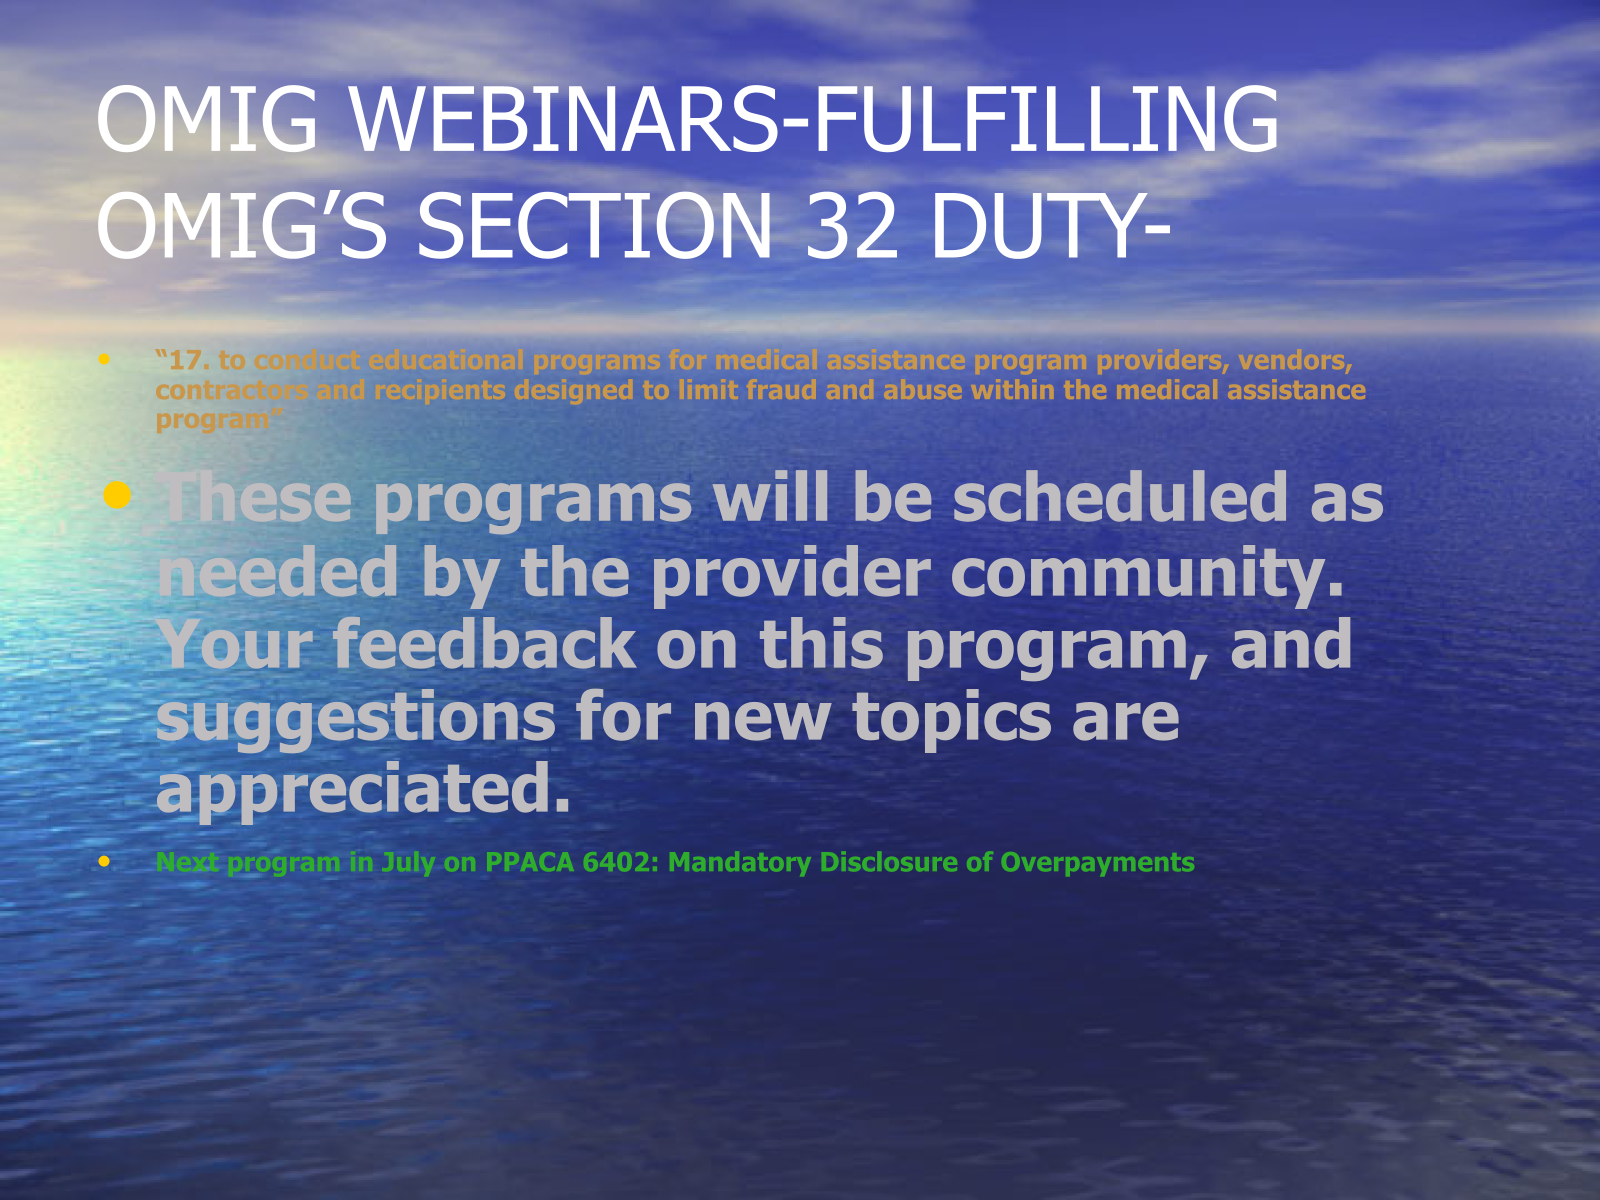 OMIG WEBINARS-FULFILLING
OMIG’S SECTION 32 DUTY-
• “17. to conduct educational programs for medical assistance program providers, vendors,
contractors and recipients designed to limit fraud and abuse within the medical assistance
program”
• These programs will be scheduled as
needed by the provider community.
Your feedback on this program, and
suggestions for new topics are
appreciated.
• Next program in July on PPACA 6402: Mandatory Disclosure of Overpayments